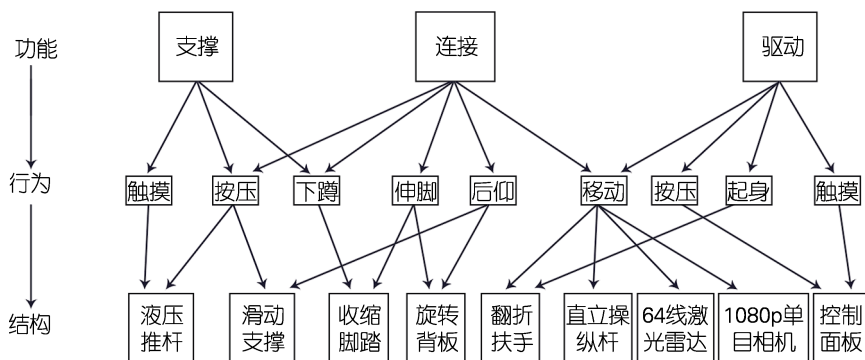 功能
支撑
连接
驱动
行为
触摸
按压
下蹲
伸脚
后仰
移动
按压
起身
触摸
结构
液压
推杆
滑动
支撑
收缩
脚踏
旋转
背板
翻折
扶手
直立操
纵杆
64线激
光雷达
1080p单
目相机
控制
面板